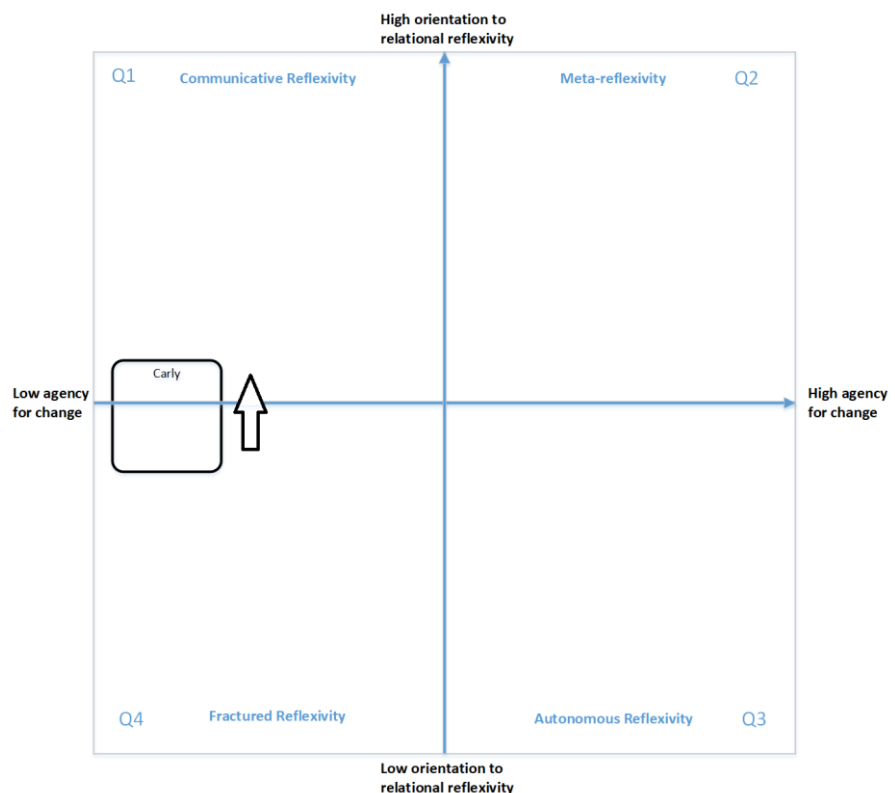 High orientation to
relational reflexivity
Q1
Communicative Reflexivity
Meta-reflexivity
Q2
Carly
Low agency
for change
High agency
for change
Q4
Fractured Reflexivity
Autonomous Reflexivity
Q3
Low orientation to
relational reflexivity